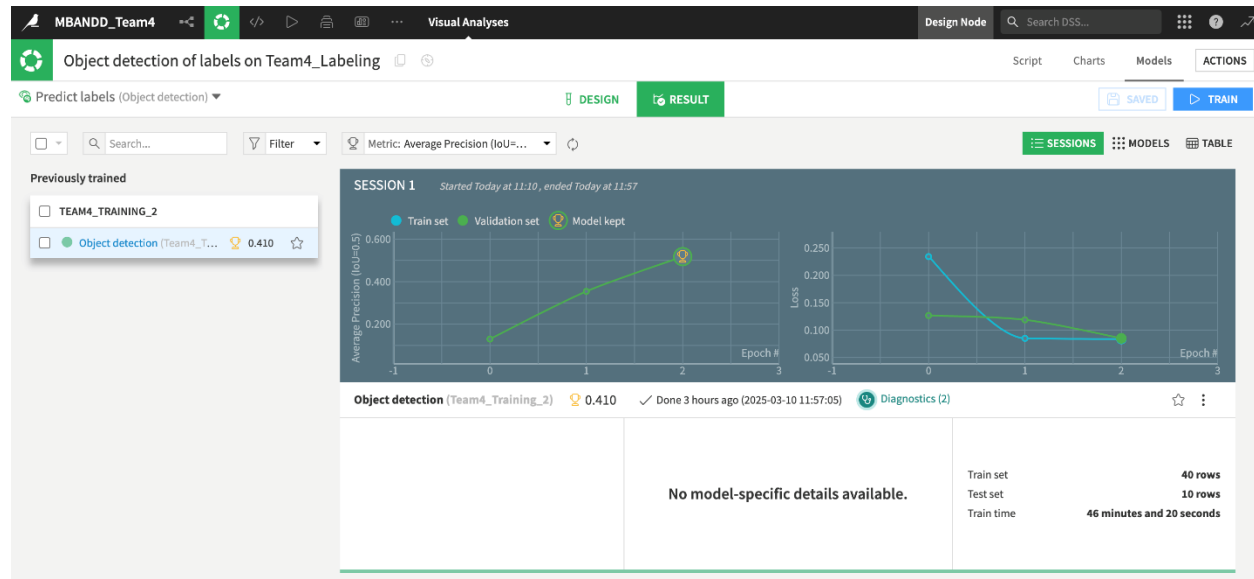 MBANDD_Team4
Visual Analyses
Design Node
Search DSS...
Object detection of labels on Team4_Labeling
Script
Charts
Models
ACTIONS
Predict labels (Object detection)
DESIGN
RESULT
SAVED
TRAIN
Search...
Filter
Metric: Average Precision (IoU=...
SESSIONS
MODELS
TABLE
Previously trained
TEAM4_TRAINING_2
Object detection (Team4_T... 0.410
SESSION 1 Started Today at 11:10, ended Today at 11:57
Train set Validation set Model kept
Average Precision (IoU=0.5)
0.600
0.400
0.200
Epoch #
-1 0 1 2 3
Loss
0.250
0.200
0.150
0.100
0.050
Epoch #
-1 0 1 2 3
Object detection (Team4_Training_2) 0.410 Done 3 hours ago (2025-03-10 11:57:05) Diagnostics (2)
No model-specific details available.
Train set 40 rows
Test set 10 rows
Train time 46 minutes and 20 seconds